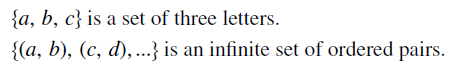 {a, b, c} is a set of three letters.
{(a, b), (c, d),...} is an infinite set of ordered pairs.